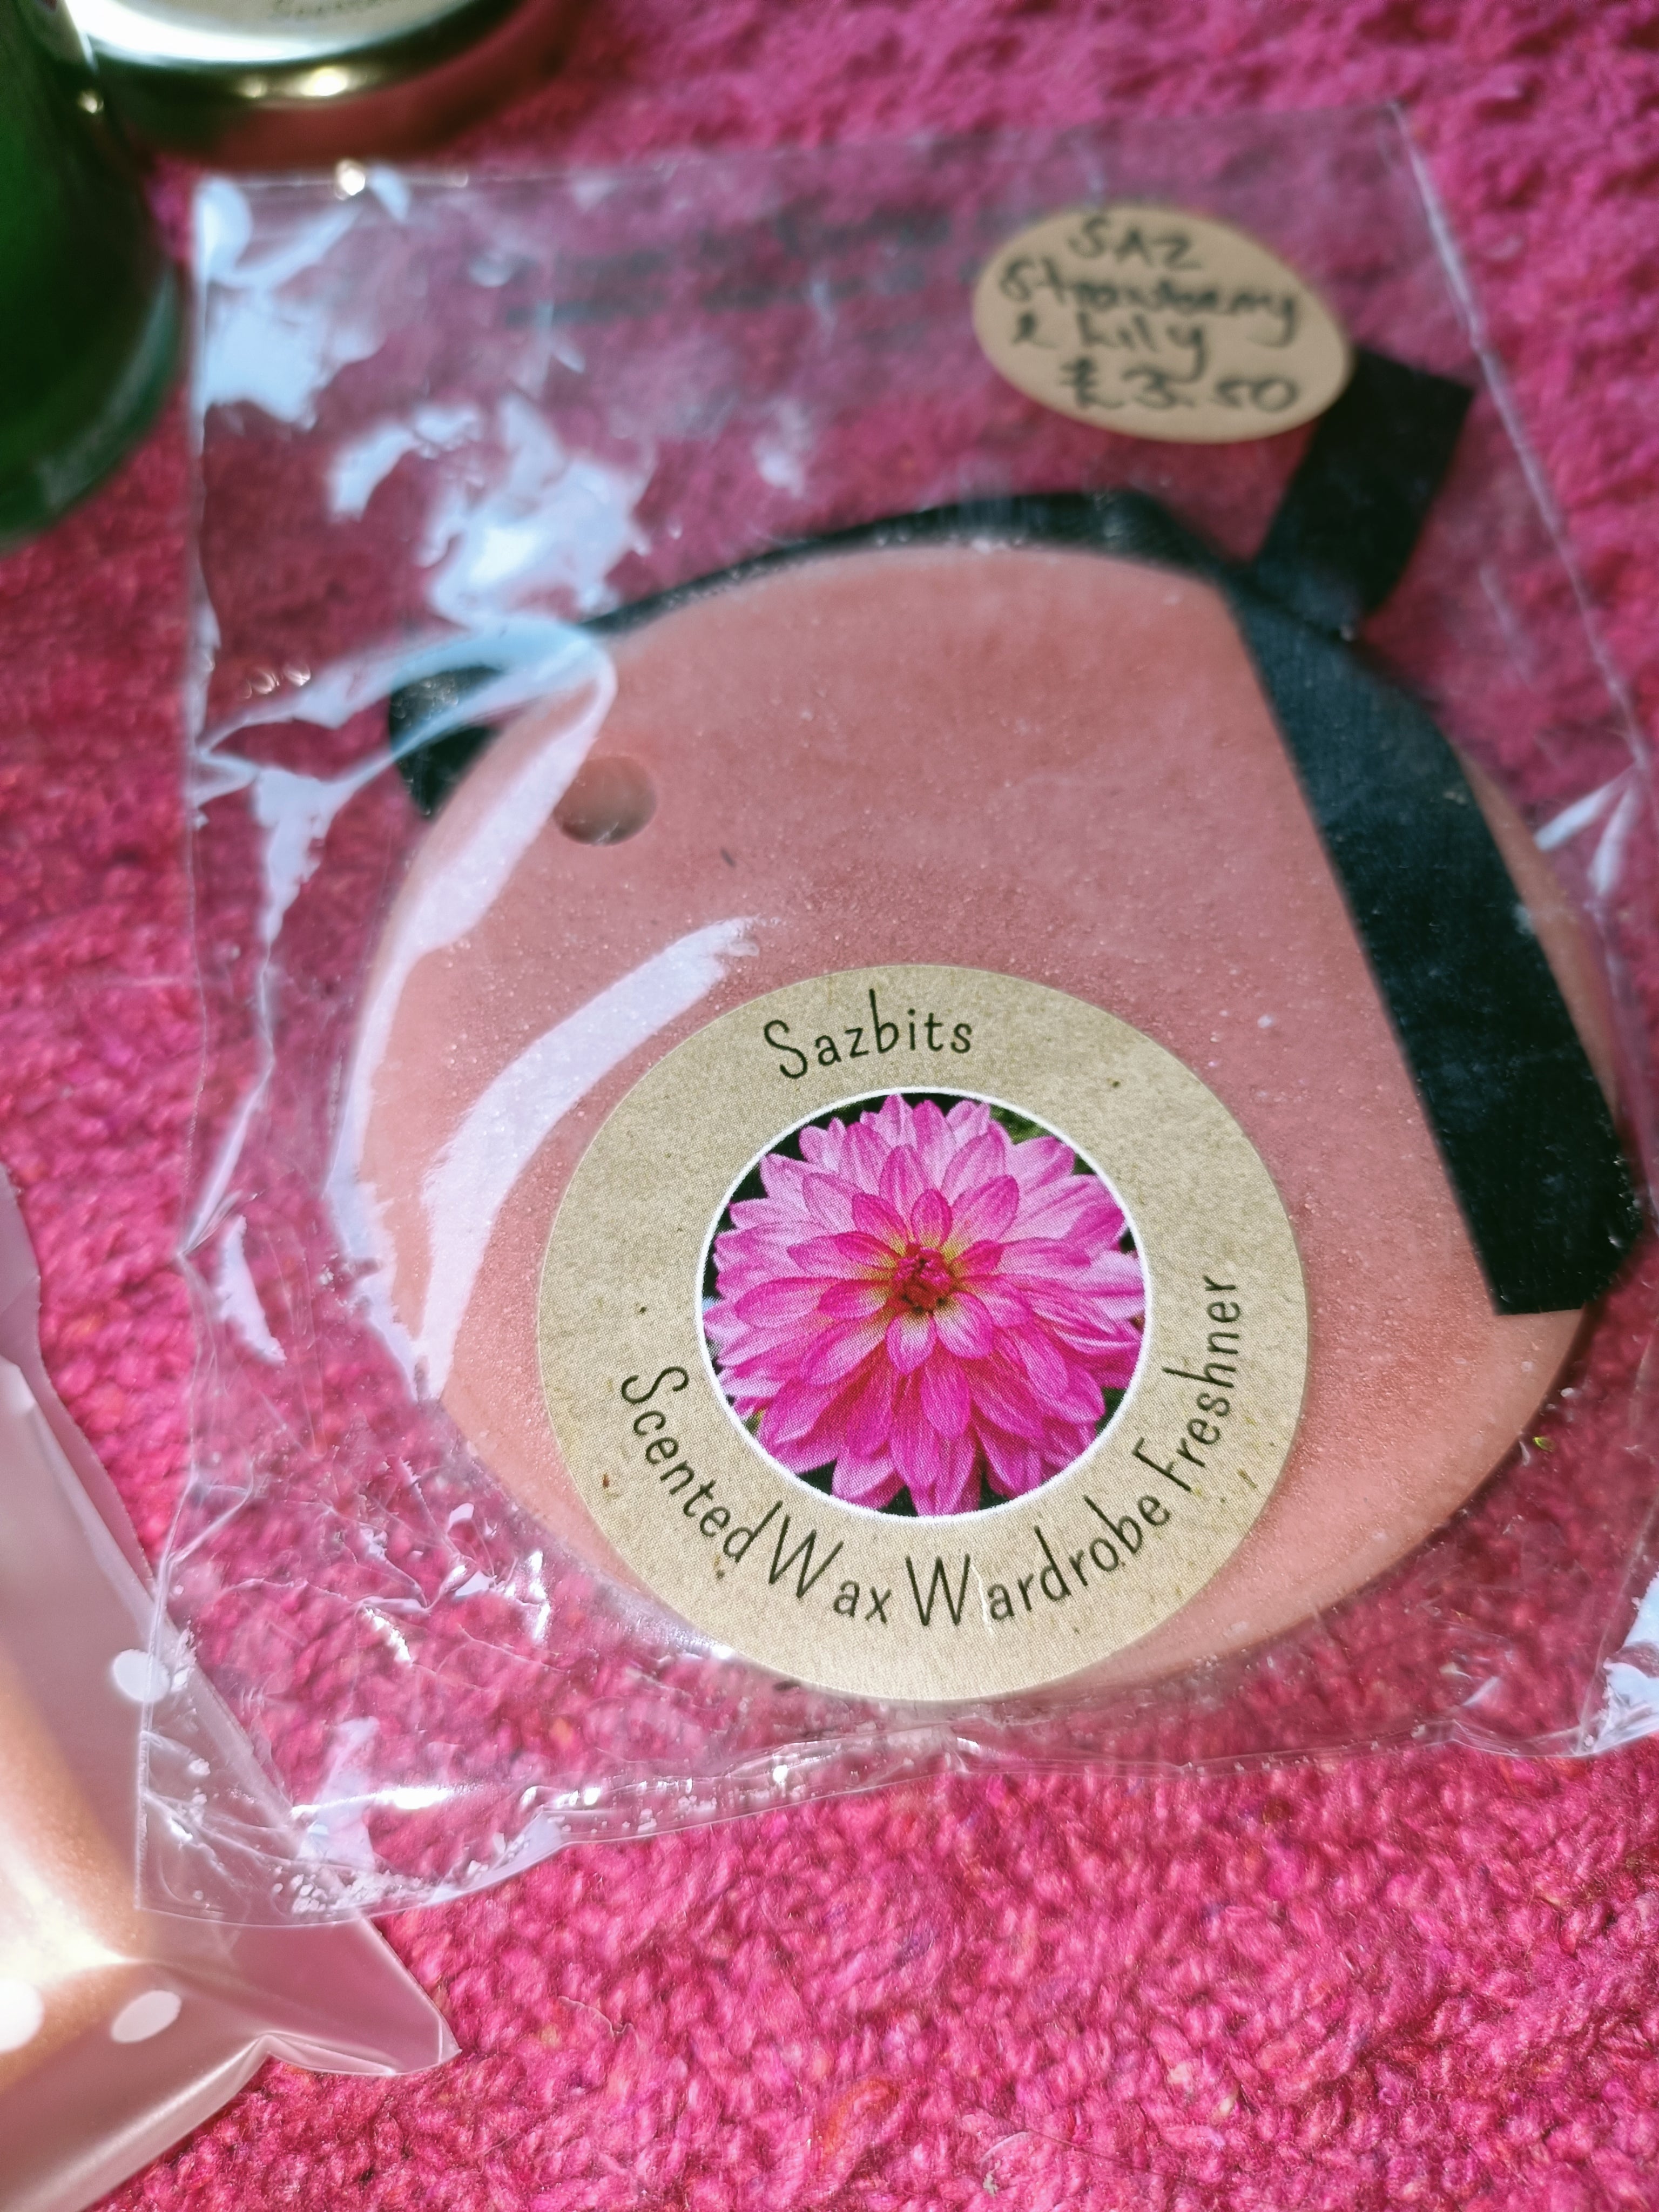 SAZ
Strawberry
& Lily
£3.50
Sazbits
Scented Wax Wardrobe Freshner